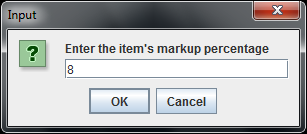 Input
?
Enter the item's markup percentage
8
OK Cancel